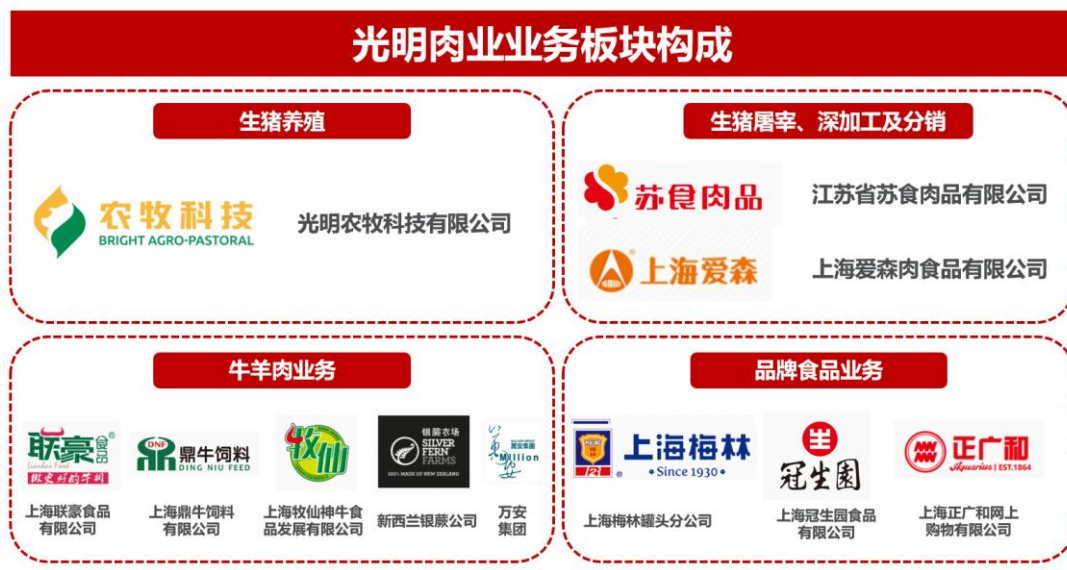 光明肉业业务板块构成
生猪养殖
农牧科技
BRIGHT AGRO-PASTORAL
光明农牧科技有限公司
生猪屠宰、深加工及分销
苏食肉品
江苏省苏食肉品有限公司
上海爱森
上海爱森肉食品有限公司
牛羊肉业务
联豪食品
做更好的牛排
上海联豪食品
有限公司
DNF
鼎牛饲料
DING NIU FEED
上海鼎牛饲料
有限公司
牧仙
上海牧仙神牛食
品发展有限公司
银蕨农场
SILVER
FERN
FARMS
100% MADE OF NEW ZEALAND
新西兰银蕨公司
Million
万安
集团
品牌食品业务
上海梅林
•Since 1930•
上海梅林罐头分公司
生
冠生園
上海冠生园食品
有限公司
正广和
Aquarius | EST.1864
上海正广和网上
购物有限公司